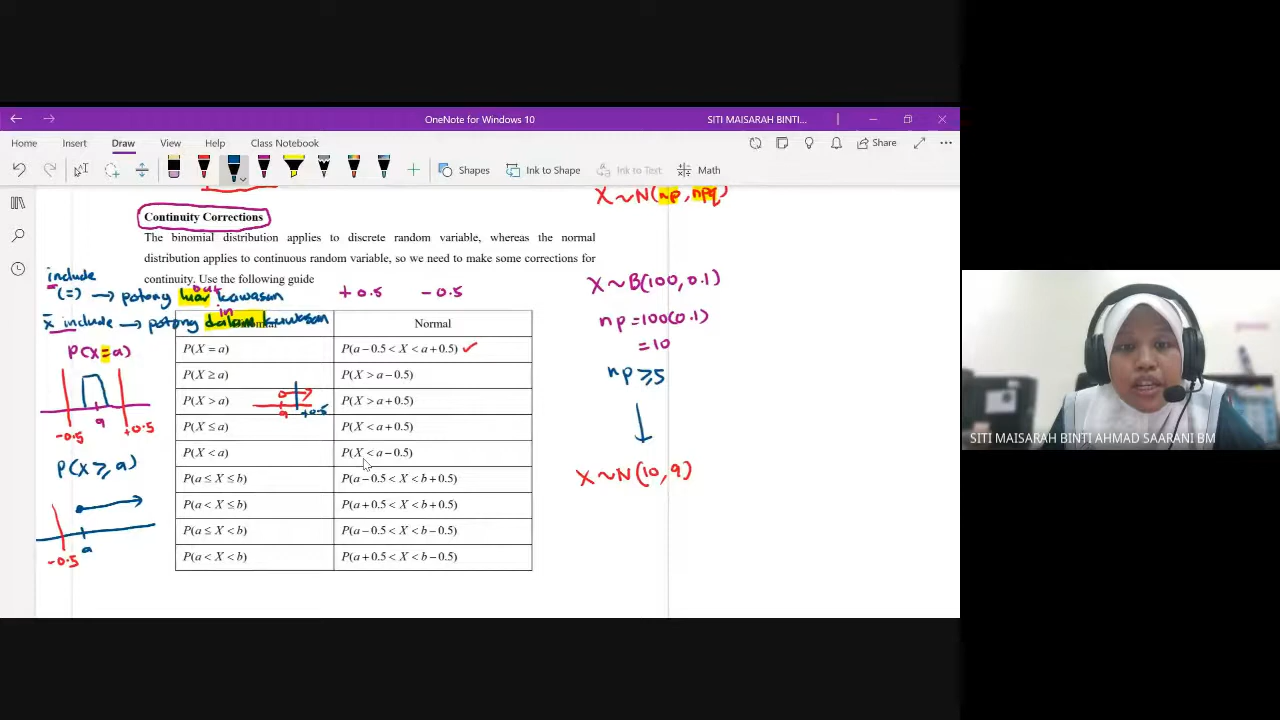 OneNote for Windows 10
SITI MAISARAH BINTI...
Home Insert Draw View Help Class Notebook
Share
Shapes
Ink to Shape
Ink to Text
Math
X ~ N(np, npq)
Continuity Corrections
The binomial distribution applies to discrete random variable, whereas the normal
distribution applies to continuous random variable, so we need to make some corrections for
continuity. Use the following guide
include
(=) → potong luar kawasan
out
+0.5 -0.5
in
x include → potong dalam kawasan
Normal
P(X = a) P(a − 0.5 < X < a + 0.5) ✓
P(X ≥ a) P(X > a − 0.5)
P(X > a) P(X > a + 0.5)
P(X ≤ a) P(X < a + 0.5)
P(X < a) P(X < a − 0.5)
P(a ≤ X ≤ b) P(a − 0.5 < X < b + 0.5)
P(a < X ≤ b) P(a + 0.5 < X < b + 0.5)
P(a ≤ X < b) P(a − 0.5 < X < b − 0.5)
P(a < X < b) P(a + 0.5 < X < b − 0.5)
a +0.5
P(X = a)
a
-0.5 +0.5
P(X ≥ a)
a
-0.5
X ~ B(100, 0.1)
np = 100(0.1)
= 10
np ≥ 5
X ~ N(10, 9)
SITI MAISARAH BINTI AHMAD SAARANI BM